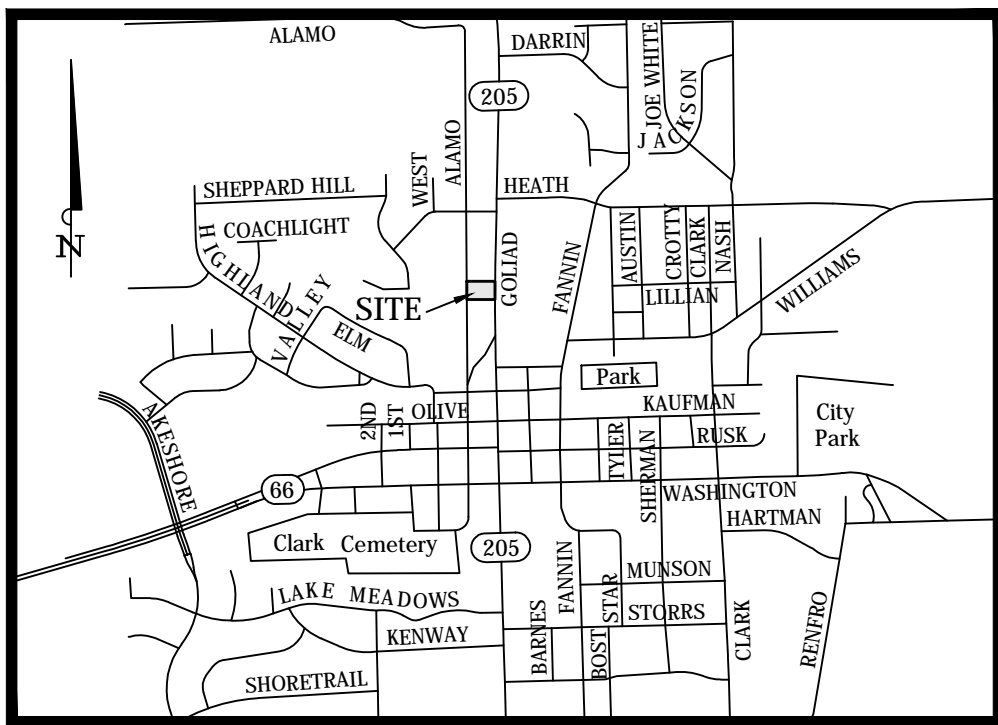 ALAMO
DARRIN
JOE WHITE
JACKSON
205
ALAMO
WEST
SHEPPARD HILL
HEATH
COACHLIGHT
HIGHLAND
N
GOLIAD
FANNIN
AUSTIN
CROTTY
CLARK
NASH
WILLIAMS
LILLIAN
VALLEY
SITE
ELM
Park
KAUFMAN
2ND
1ST
OLIVE
City
Park
AKESHORE
TYLER
SHERMAN
RUSK
66
WASHINGTON
HARTMAN
Clark Cemetery
205
FANNIN
MUNSON
LAKE MEADOWS
BOST
STAR
STORRS
BARNES
KENWAY
CLARK
RENFRO
SHORETRAIL